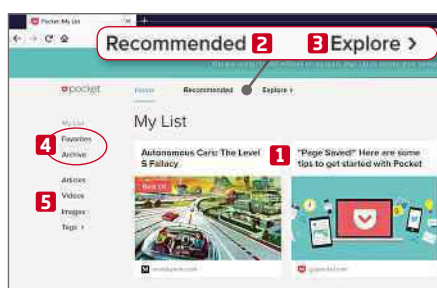 Pocket: My List
Recommended 2 3 Explore >
pocket
Home Recommended Explore >
My List
My List
Favorites
4
Archive
Autonomous Cars: The Level
5 Fallacy
1
"Page Saved!" Here are some
tips to get started with Pocket
Best Of
Articles
5
Videos
Images
Tags >
getpocket.com